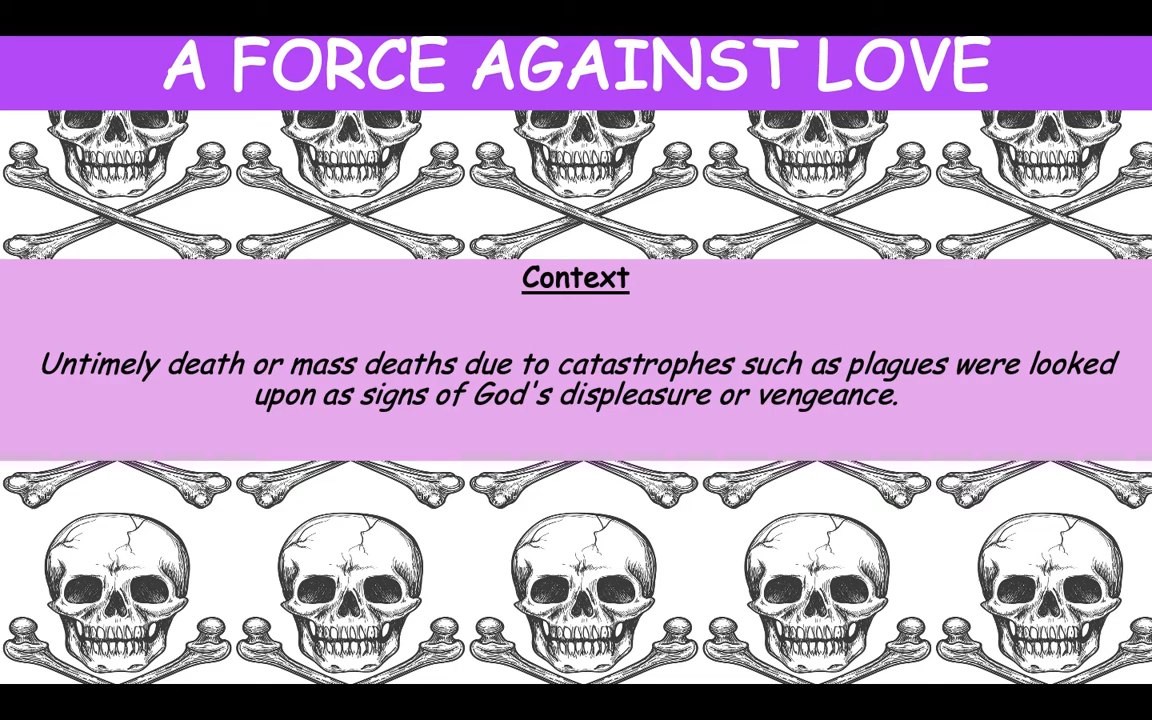 A FORCE AGAINST LOVE
Context
Untimely death or mass deaths due to catastrophes such as plagues were looked
upon as signs of God's displeasure or vengeance.